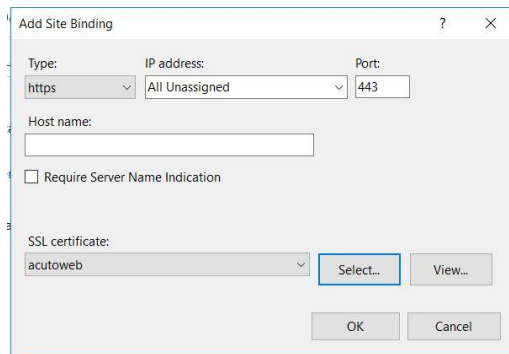 Add Site Binding ? ×
Type: IP address: Port:
https All Unassigned 443
Host name:
Require Server Name Indication
SSL certificate:
acutoweb Select... View...
OK Cancel